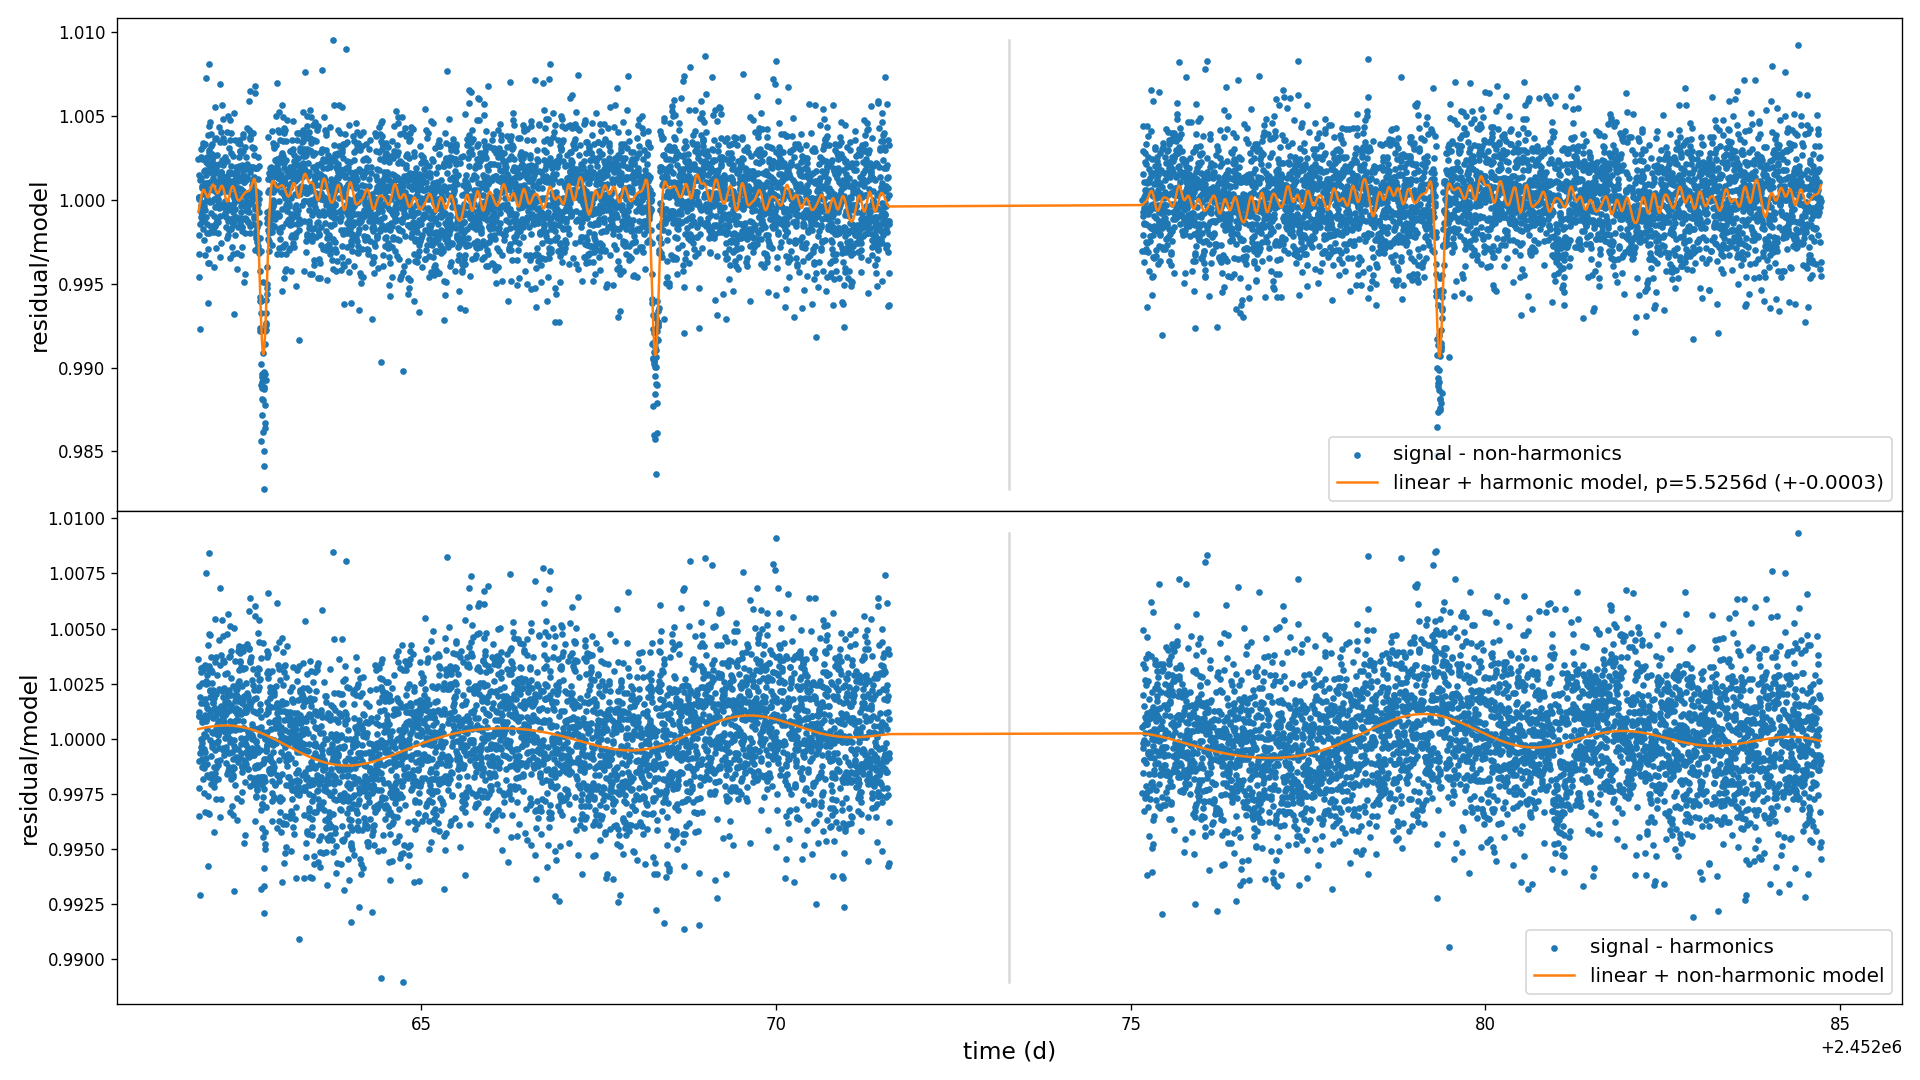 1.010
1.005
1.000
0.995
0.990
0.985
residual/model
signal - non-harmonics
linear + harmonic model, p=5.5256d (+-0.0003)
1.0100
1.0075
1.0050
1.0025
1.0000
0.9975
0.9950
0.9925
0.9900
residual/model
signal - harmonics
linear + non-harmonic model
65 70 75 80 85
+2.452e6
time (d)